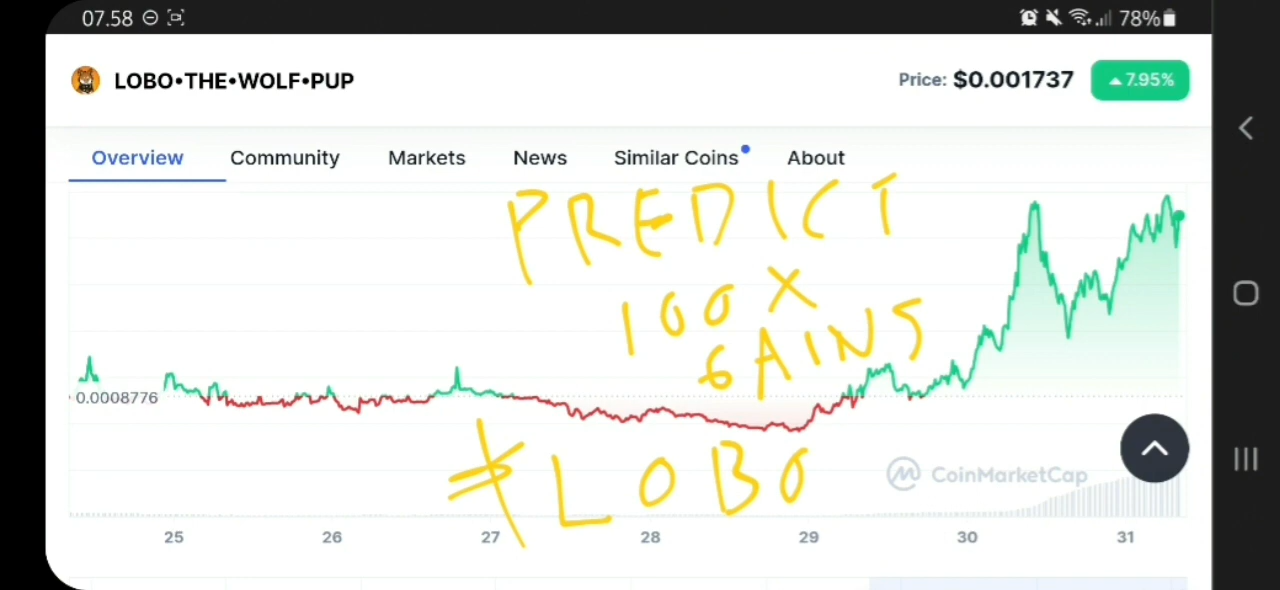 07.58 78%
LOBO•THE•WOLF•PUP Price: $0.001737 7.95%
Overview Community Markets News Similar Coins About
PREDICT
100X
GAINS
0.0008776
≠LOBO
CoinMarketCap
25 26 27 28 29 30 31